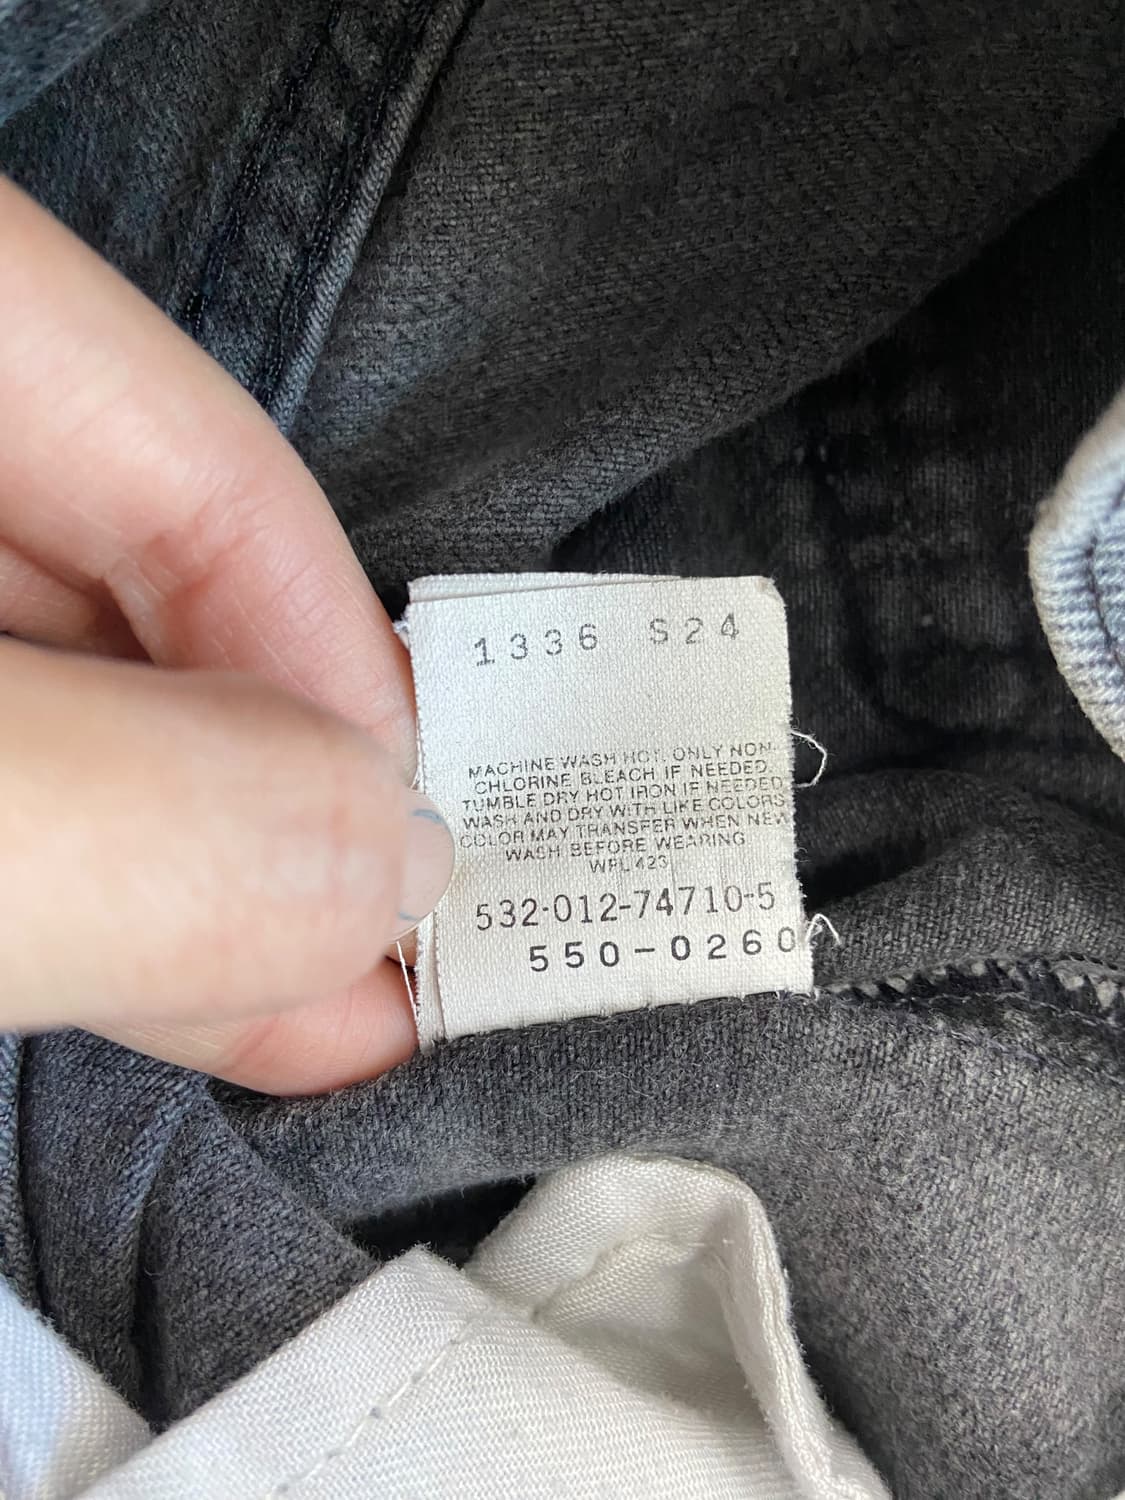 1336 S24
MACHINE WASH HOT. ONLY NON-
CHLORINE BLEACH IF NEEDED.
TUMBLE DRY HOT IRON IF NEEDED
WASH AND DRY WITH LIKE COLORS
COLOR MAY TRANSFER WHEN NEW
WASH BEFORE WEARING
WPL 423
532-012-74710-5
550-0260